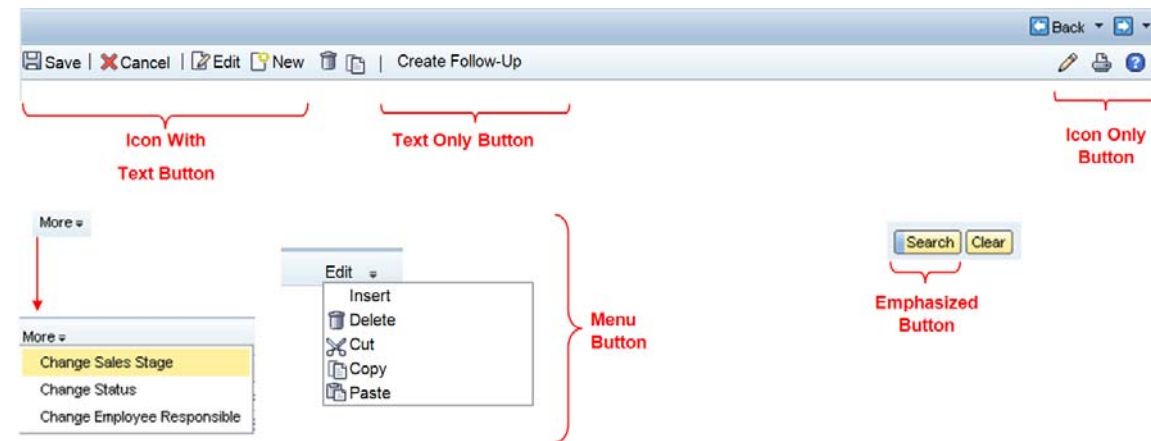 Back
Save | Cancel | Edit New | Create Follow-Up
Icon With
Text Button
Text Only Button
Icon Only
Button
More
Edit
Insert
Delete
Cut
Copy
Paste
More
Change Sales Stage
Change Status
Change Employee Responsible
Menu
Button
Search Clear
Emphasized
Button